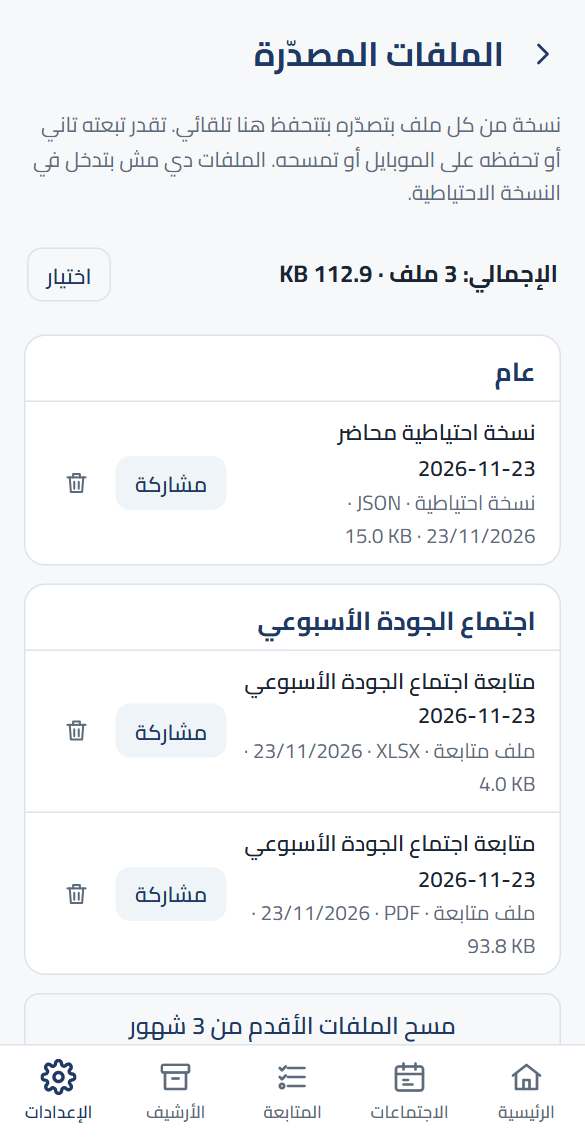 الملفات المصدّرة
نسخة من كل ملف بتصدّره بتتحفظ هنا تلقائي. تقدر تبعته تاني
أو تحفظه على الموبايل أو تمسحه. الملفات دي مش بتدخل في
النسخة الاحتياطية.
الإجمالي: 3 ملف · 112.9 KB
اختيار
عام
نسخة احتياطية محاضر
2026-11-23
نسخة احتياطية · JSON ·
23/11/2026 · 15.0 KB
مشاركة
اجتماع الجودة الأسبوعي
متابعة اجتماع الجودة الأسبوعي
2026-11-23
ملف متابعة · XLSX · 23/11/2026 ·
4.0 KB
مشاركة
متابعة اجتماع الجودة الأسبوعي
2026-11-23
ملف متابعة · PDF · 23/11/2026 ·
93.8 KB
مشاركة
مسح الملفات الأقدم من 3 شهور
الرئيسية
الاجتماعات
المتابعة
الأرشيف
الإعدادات